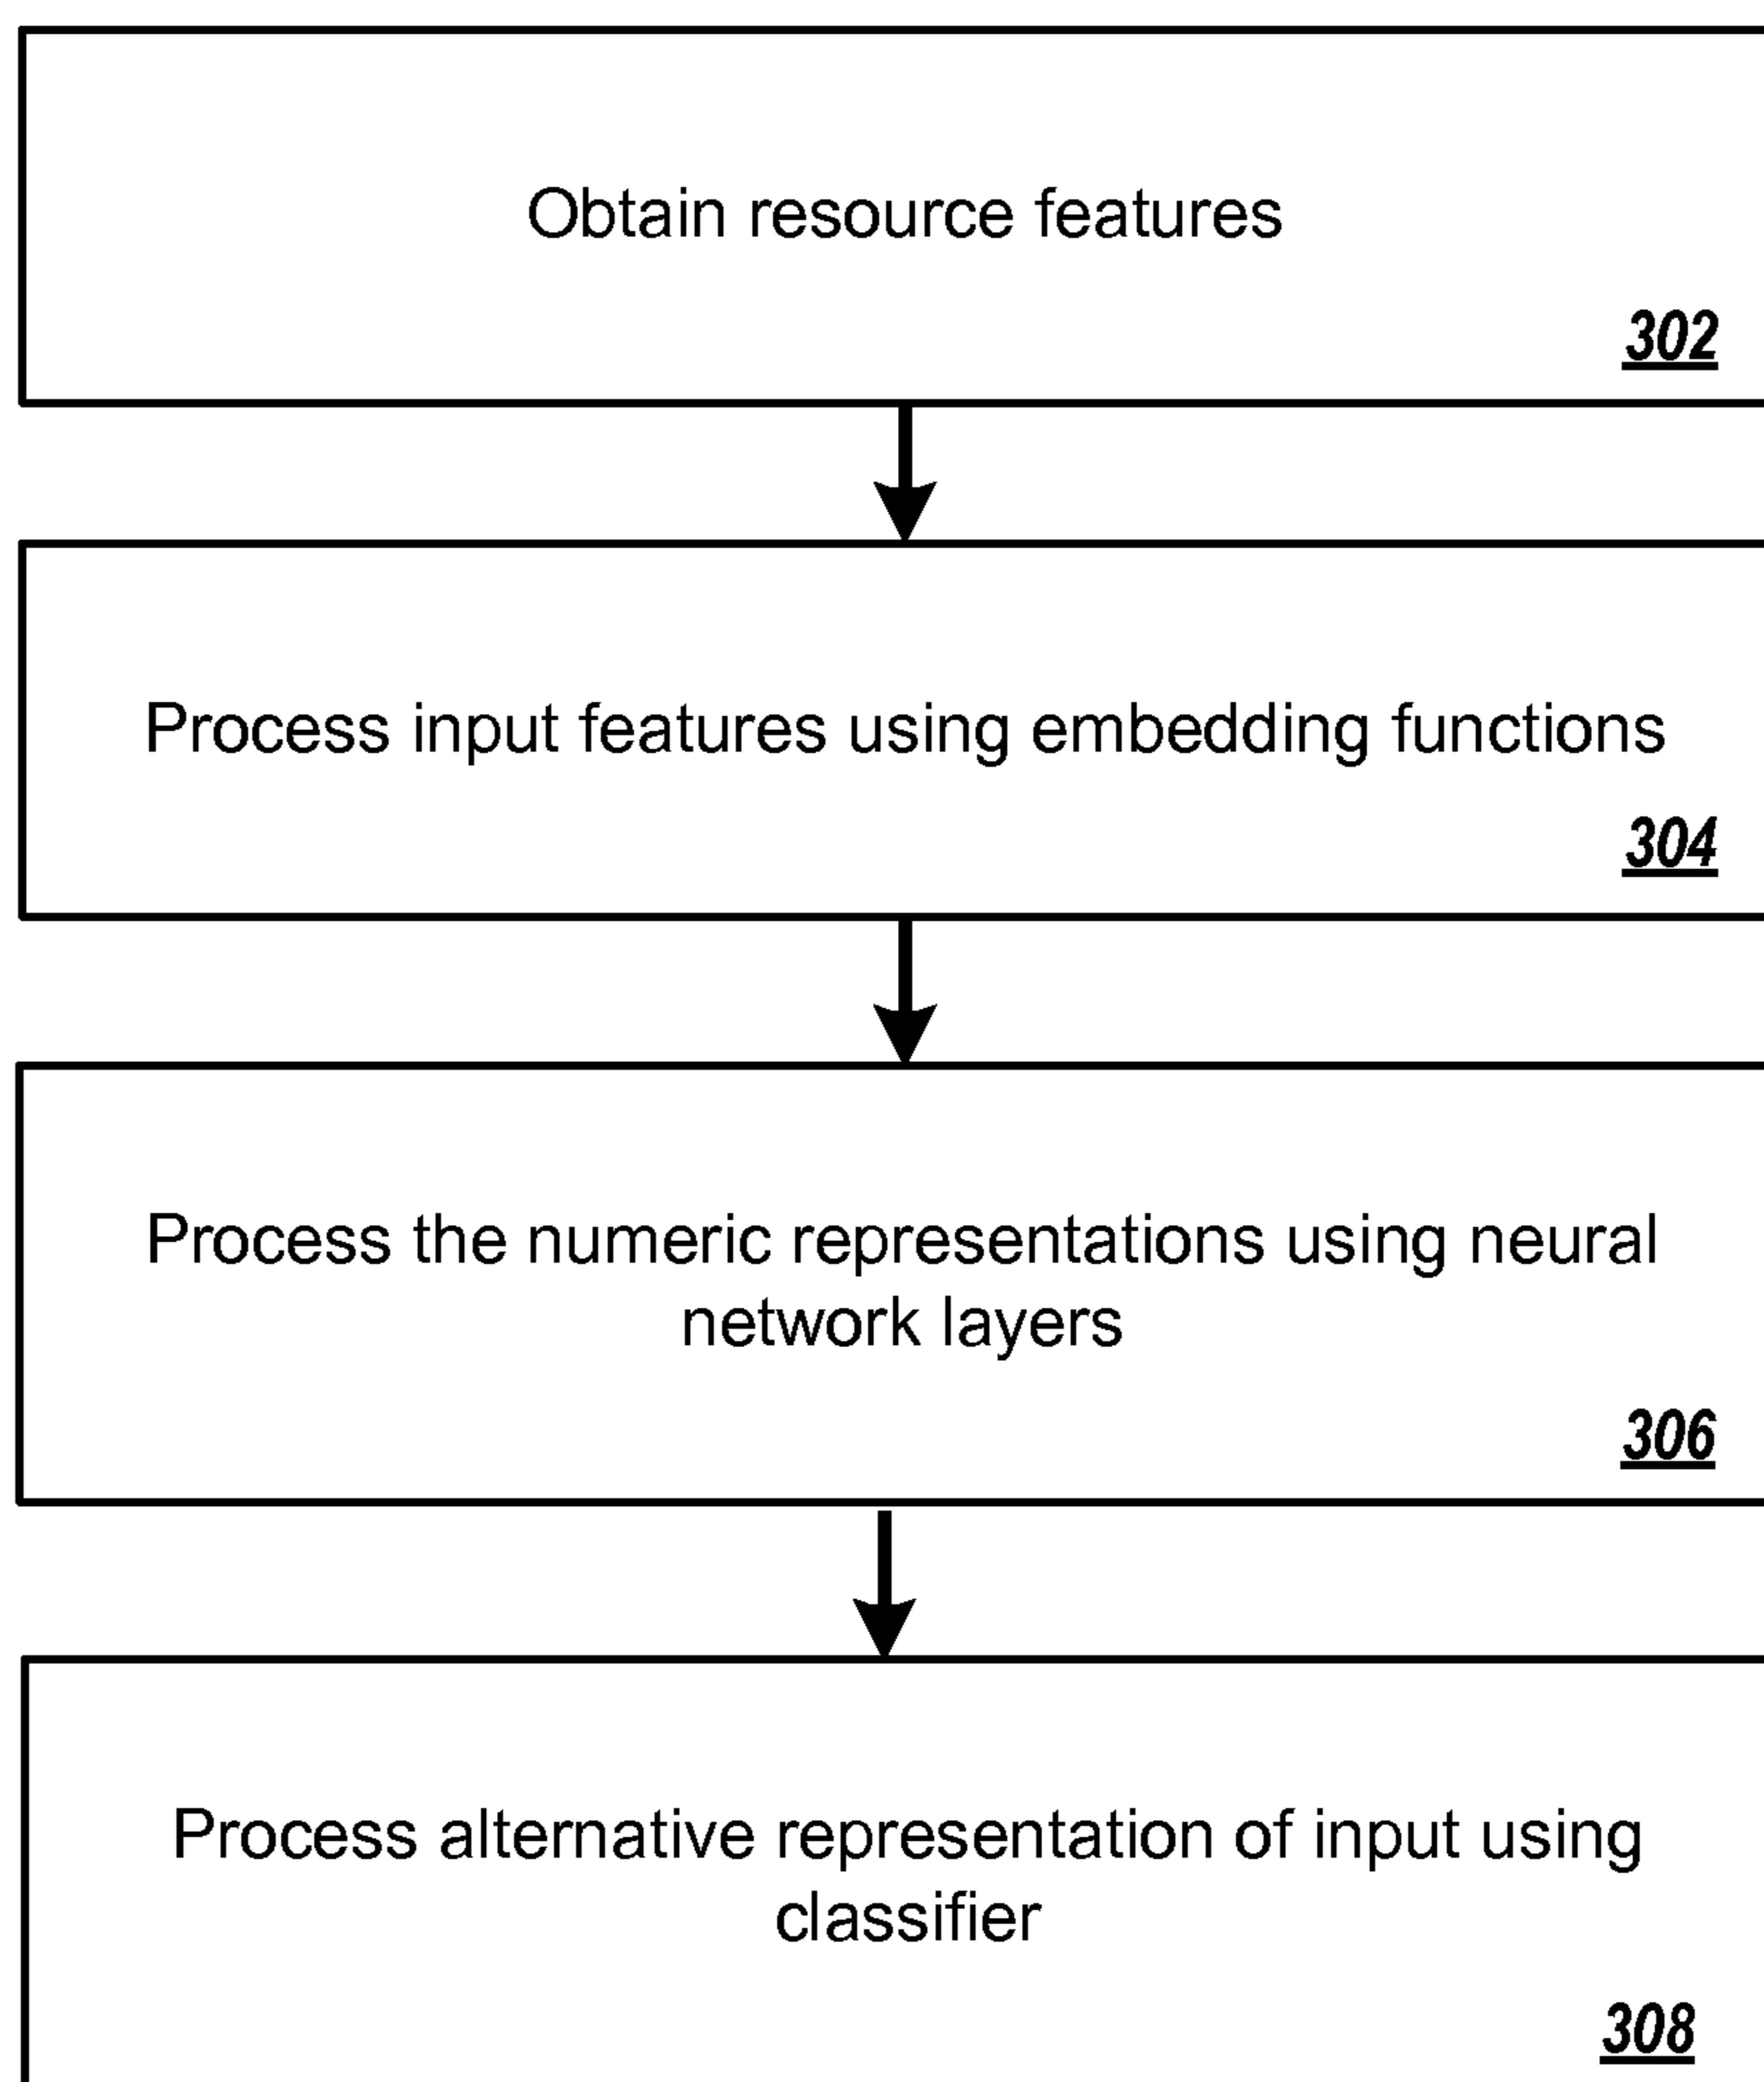 Obtain resource features
302
Process input features using embedding functions
304
Process the numeric representations using neural
network layers
306
Process alternative representation of input using
classifier
308